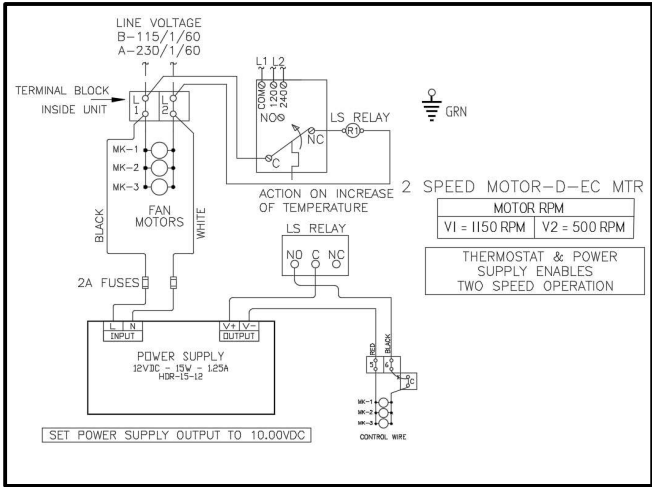 LINE VOLTAGE
B-115/1/60
A-230/1/60
TERMINAL BLOCK
INSIDE UNIT
L
1
L
2
L1 L2
COM
120
240
NO
NC
C
LS RELAY
R1
GRN
MK-1
MK-2
MK-3
FAN
MOTORS
BLACK
WHITE
ACTION ON INCREASE
OF TEMPERATURE
2 SPEED MOTOR-D-EC MTR
MOTOR RPM
V1 = 1150 RPM V2 = 500 RPM
THERMOSTAT & POWER
SUPPLY ENABLES
TWO SPEED OPERATION
LS RELAY
NO C NC
2A FUSES
L N
INPUT
V+ V-
OUTPUT
POWER SUPPLY
12VDC - 15W - 1.25A
HDR-15-12
RED
BLACK
5
6
C
MK-1
MK-2
MK-3
CONTROL WIRE
SET POWER SUPPLY OUTPUT TO 10.00VDC